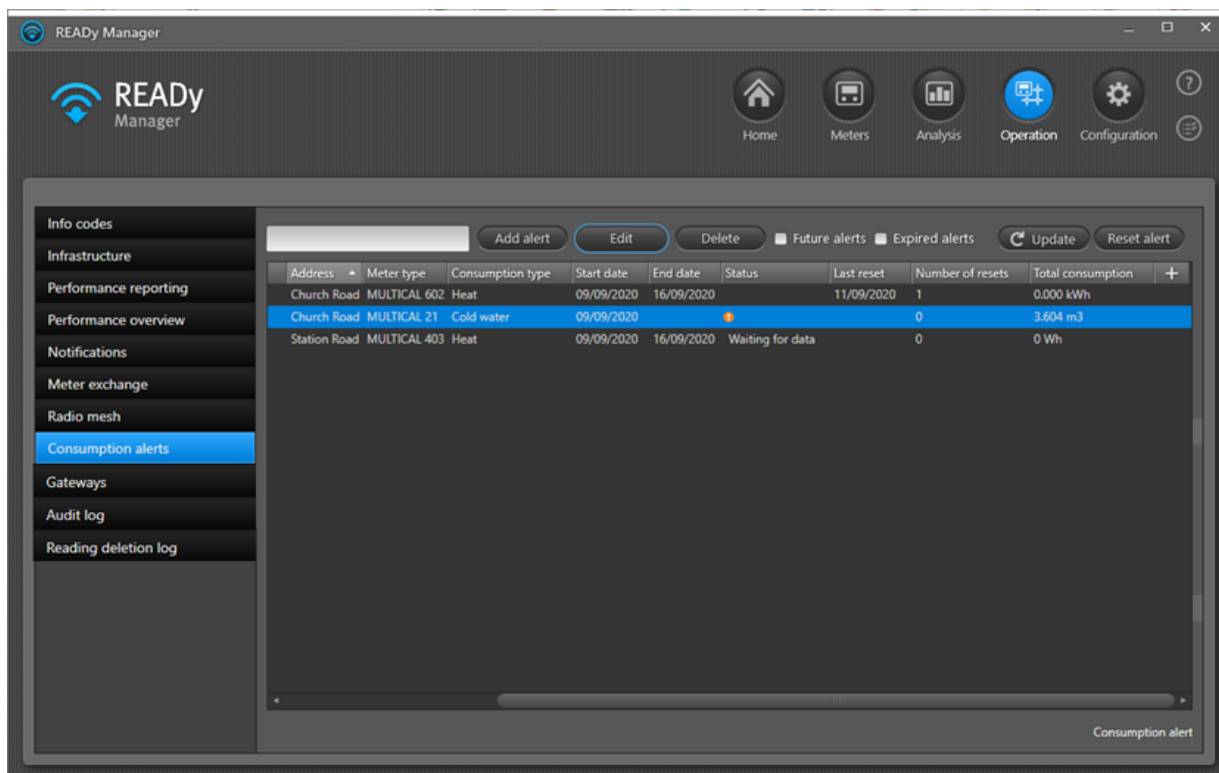 READy Manager
READy
Manager
Home Meters Analysis Operation Configuration
Info codes
Infrastructure
Performance reporting
Performance overview
Notifications
Meter exchange
Radio mesh
Consumption alerts
Gateways
Audit log
Reading deletion log
Add alert Edit Delete Future alerts Expired alerts Update Reset alert
Address Meter type Consumption type Start date End date Status Last reset Number of resets Total consumption +
Church Road MULTICAL 602 Heat 09/09/2020 16/09/2020 11/09/2020 1 0.000 kWh
Church Road MULTICAL 21 Cold water 09/09/2020 0 3.604 m3
Station Road MULTICAL 403 Heat 09/09/2020 16/09/2020 Waiting for data 0 0 Wh
Consumption alert